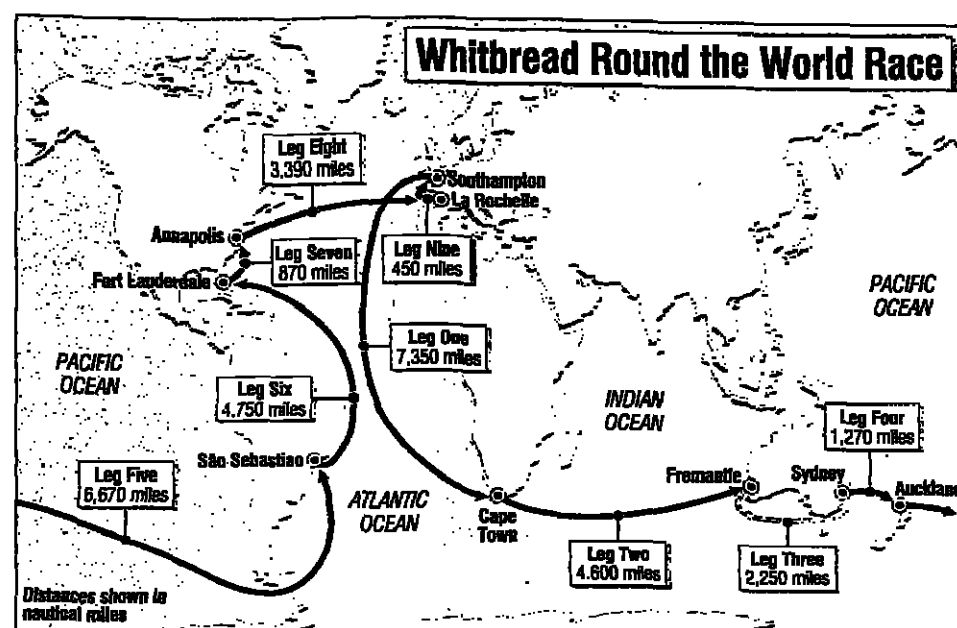 Whitbread Round the World Race
Leg Eight
3,390 miles
Southampton
La Rochelle
Annapolis
Leg Seven
870 miles
Leg Nine
450 miles
Fort Lauderdale
PACIFIC
OCEAN
Leg One
7,350 miles
PACIFIC
OCEAN
Leg Six
4,750 miles
INDIAN
OCEAN
Leg Four
1,270 miles
São Sebastiao
Leg Five
6,670 miles
ATLANTIC
OCEAN
Fremantle
Sydney
Auckland
Cape
Town
Leg Two
4.600 miles
Leg Three
2,250 miles
Distances shown in
nautical miles